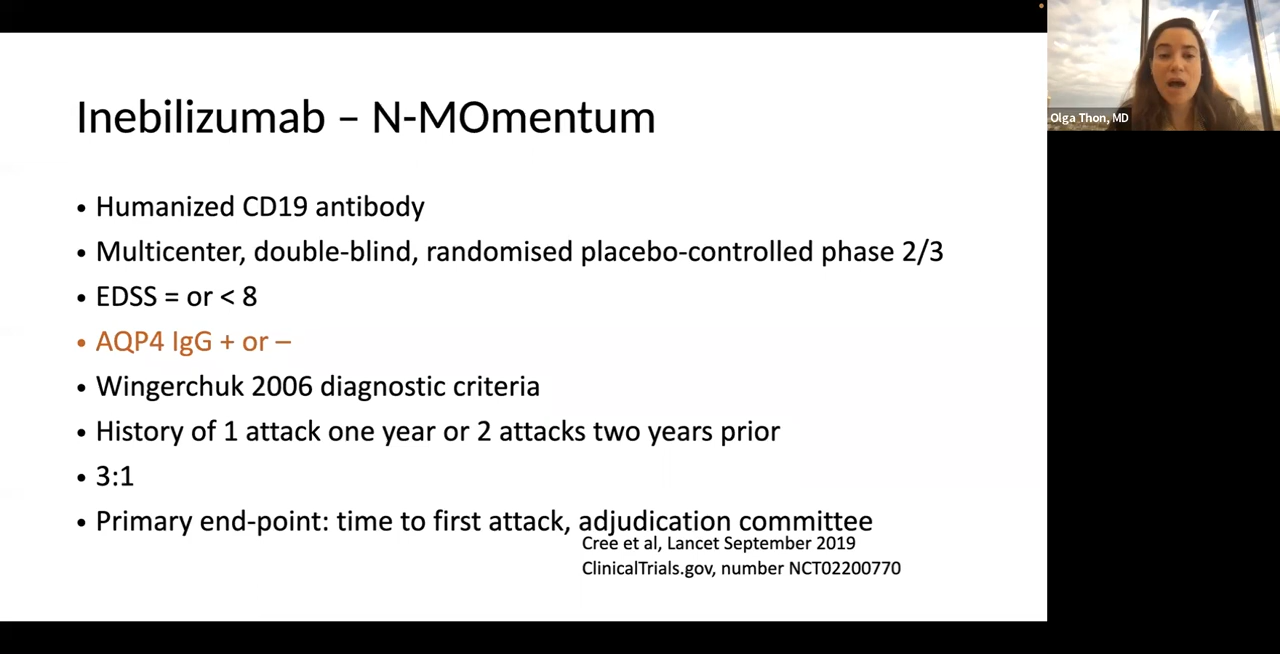 Inebilizumab – N-MOmentum
• Humanized CD19 antibody
• Multicenter, double-blind, randomised placebo-controlled phase 2/3
• EDSS = or < 8
• AQP4 IgG + or –
• Wingerchuk 2006 diagnostic criteria
• History of 1 attack one year or 2 attacks two years prior
• 3:1
• Primary end-point: time to first attack, adjudication committee
Cree et al, Lancet September 2019
ClinicalTrials.gov, number NCT02200770
Olga Thon, MD